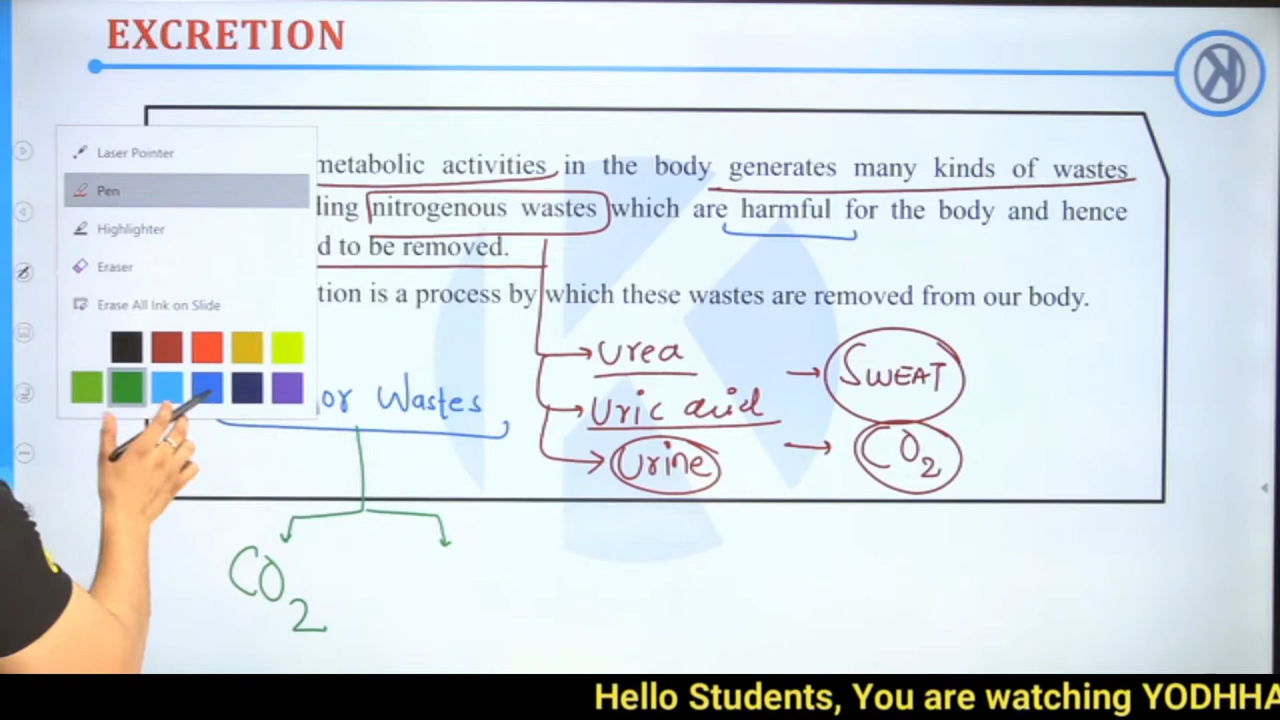 EXCRETION
metabolic activities in the body generates many kinds of wastes
ling nitrogenous wastes which are harmful for the body and hence
d to be removed.
tion is a process by which these wastes are removed from our body.
Laser Pointer
Pen
Highlighter
Eraser
Erase All Ink on Slide
or Wastes
Urea
Uric acid
Urine
SWEAT
CO2
CO2
Hello Students, You are watching YODHHA